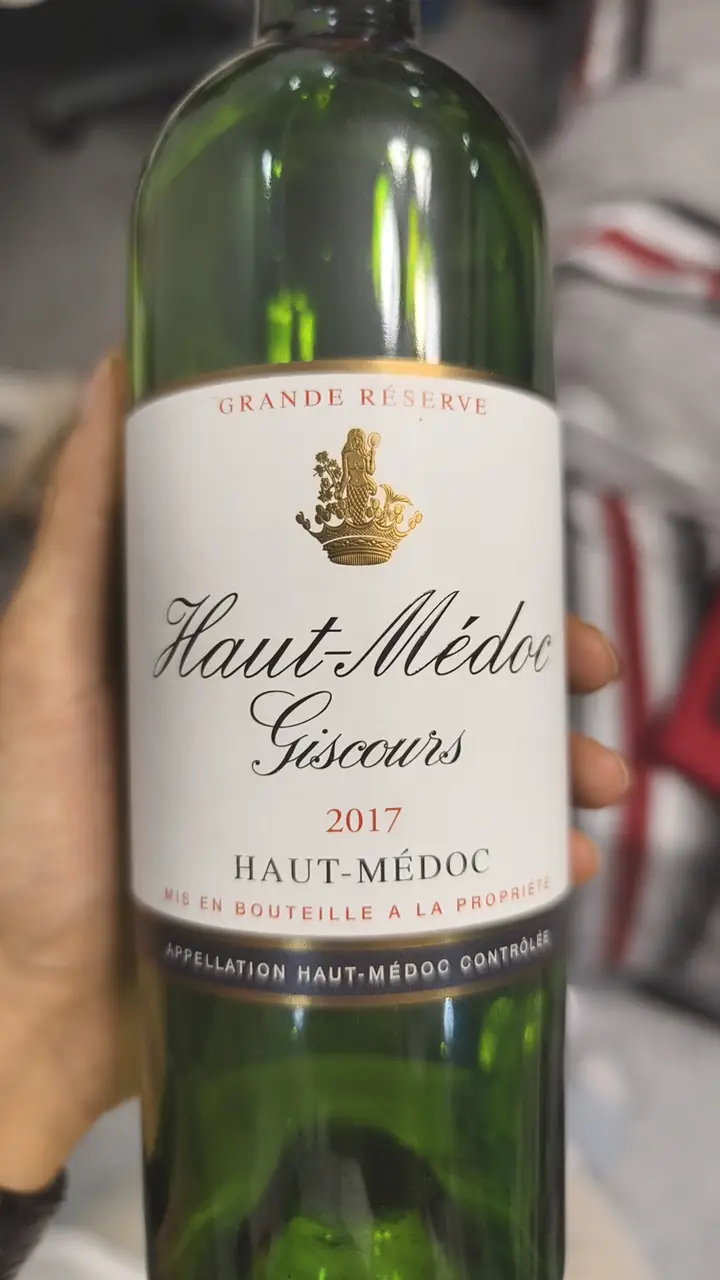 GRANDE RÉSERVE
Haut-Médoc
Giscours
2017
HAUT-MÉDOC
MIS EN BOUTEILLE A LA PROPRIÉTÉ
APPELLATION HAUT-MÉDOC CONTRÔLÉE